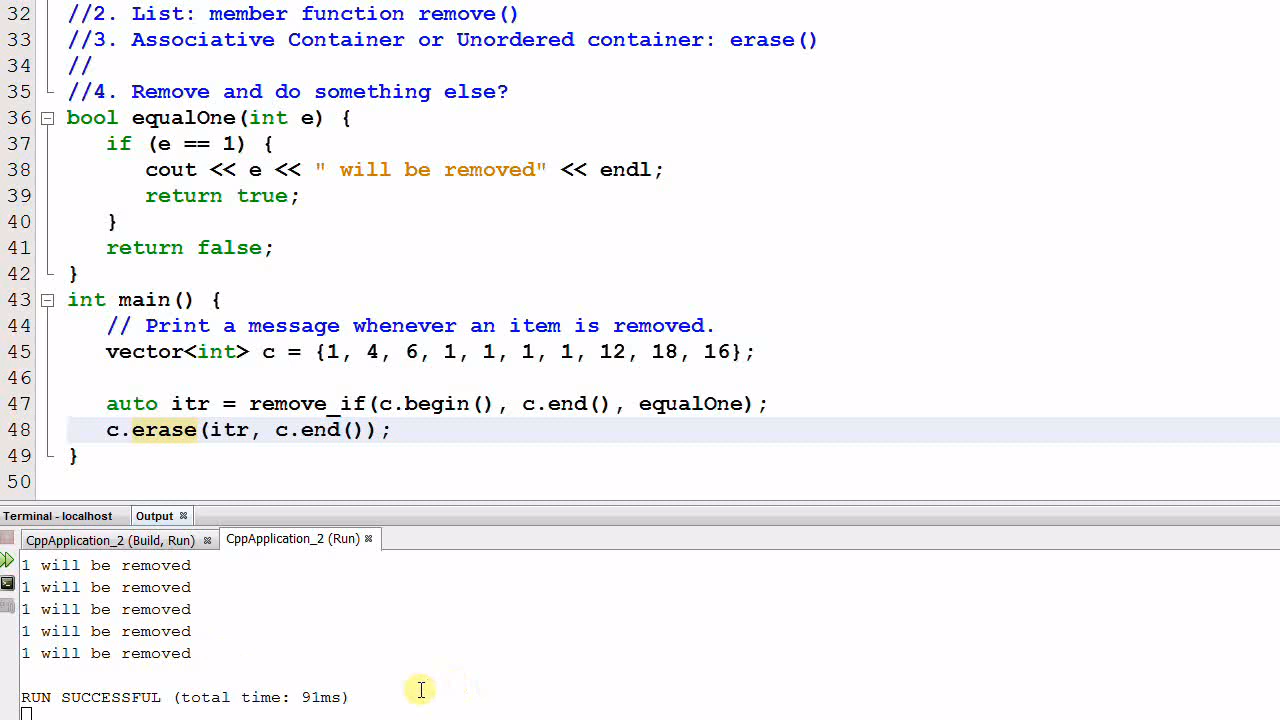 32 //2. List: member function remove()
33 //3. Associative Container or Unordered container: erase()
34 //
35 //4. Remove and do something else?
36 bool equalOne(int e) {
37 if (e == 1) {
38 cout << e << " will be removed" << endl;
39 return true;
40 }
41 return false;
42 }
43 int main() {
44 // Print a message whenever an item is removed.
45 vector<int> c = {1, 4, 6, 1, 1, 1, 1, 12, 18, 16};
46
47 auto itr = remove_if(c.begin(), c.end(), equalOne);
48 c.erase(itr, c.end());
49 }
50
Terminal - localhost Output
CppApplication_2 (Build, Run) CppApplication_2 (Run)
1 will be removed
1 will be removed
1 will be removed
1 will be removed
1 will be removed
RUN SUCCESSFUL (total time: 91ms)